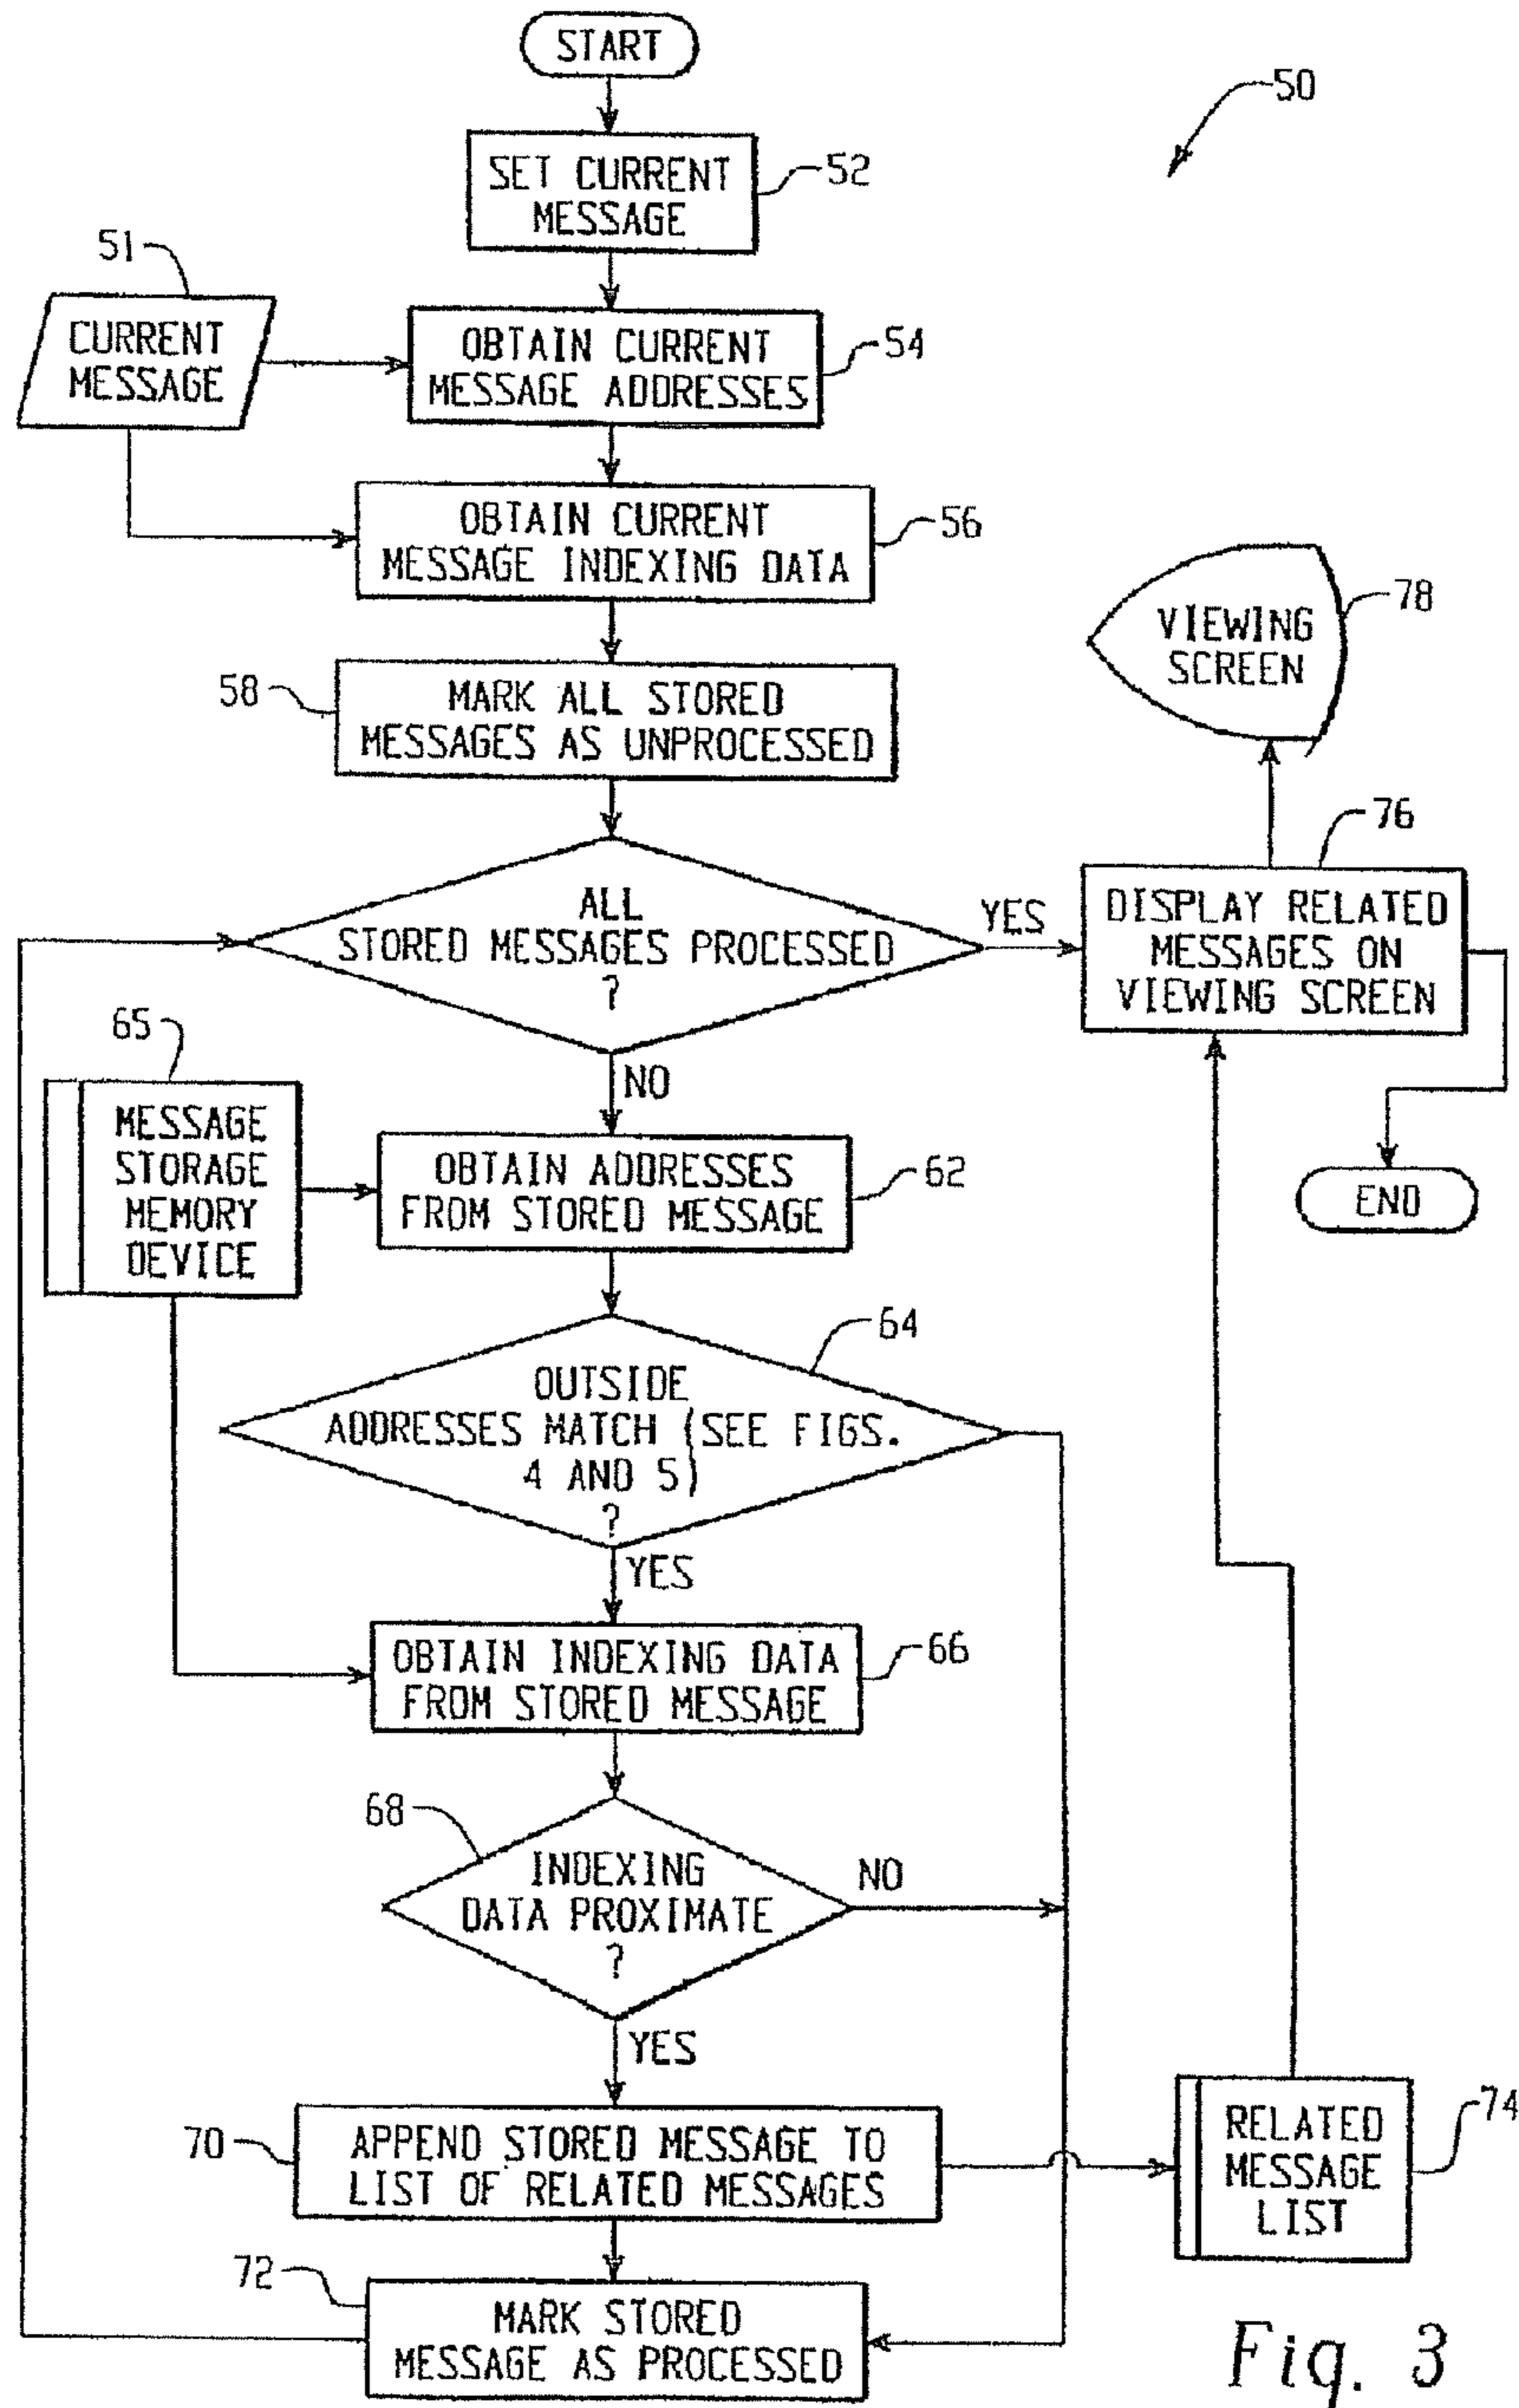 START
50
SET CURRENT
MESSAGE
52
51
CURRENT
MESSAGE
OBTAIN CURRENT
MESSAGE ADDRESSES
54
OBTAIN CURRENT
MESSAGE INDEXING DATA
56
VIEWING
SCREEN
78
58
MARK ALL STORED
MESSAGES AS UNPROCESSED
76
ALL
STORED MESSAGES PROCESSED
?
YES
DISPLAY RELATED
MESSAGES ON
VIEWING SCREEN
65
NO
MESSAGE
STORAGE
MEMORY
DEVICE
OBTAIN ADDRESSES
FROM STORED MESSAGE
62
END
64
OUTSIDE
ADDRESSES MATCH (SEE FIGS.
4 AND 5)
?
YES
OBTAIN INDEXING DATA
FROM STORED MESSAGE
66
68
INDEXING
DATA PROXIMATE
?
NO
YES
70
APPEND STORED MESSAGE TO
LIST OF RELATED MESSAGES
RELATED
MESSAGE
LIST
74
72
MARK STORED
MESSAGE AS PROCESSED
Fig. 3